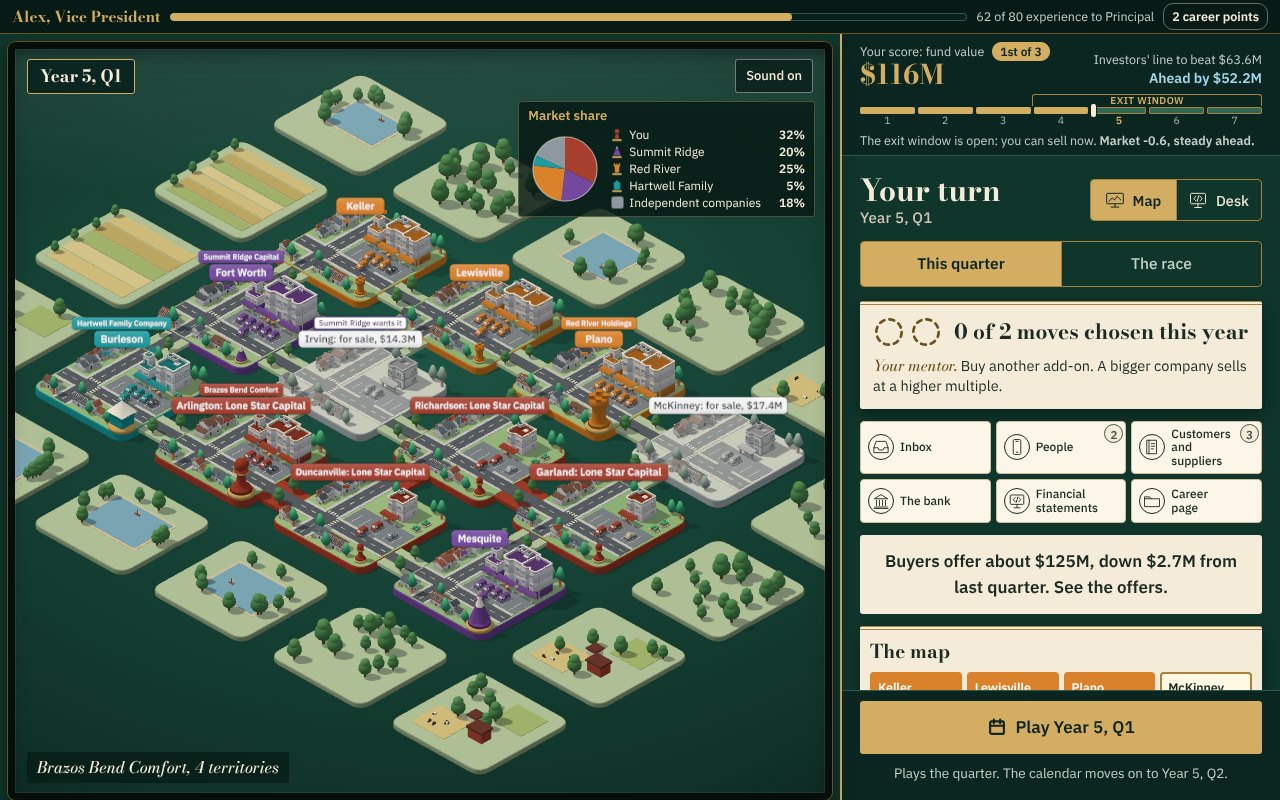 Alex, Vice President
62 of 80 experience to Principal
2 career points
Year 5, Q1
Sound on
Market share
You 32%
Summit Ridge 20%
Red River 25%
Hartwell Family 5%
Independent companies 18%
Keller
Summit Ridge Capital
Fort Worth
Lewisville
Hartwell Family Company
Burleson
Summit Ridge wants it
Irving: for sale, $14.3M
Red River Holdings
Plano
Brazos Bend Comfort
Arlington: Lone Star Capital
Richardson: Lone Star Capital
McKinney: for sale, $17.4M
Duncanville: Lone Star Capital
Garland: Lone Star Capital
Mesquite
Brazos Bend Comfort, 4 territories
Your score: fund value 1st of 3
$116M
Investors' line to beat $63.6M
Ahead by $52.2M
EXIT WINDOW
1 2 3 4 5 6 7
The exit window is open: you can sell now. Market -0.6, steady ahead.
Your turn
Year 5, Q1
Map
Desk
This quarter
The race
0 of 2 moves chosen this year
Your mentor. Buy another add-on. A bigger company sells
at a higher multiple.
Inbox
People 2
Customers
and
suppliers
3
The bank
Financial
statements
Career
page
Buyers offer about $125M, down $2.7M from
last quarter. See the offers.
The map
Keller Lewisville Plano McKinney
Play Year 5, Q1
Plays the quarter. The calendar moves on to Year 5, Q2.